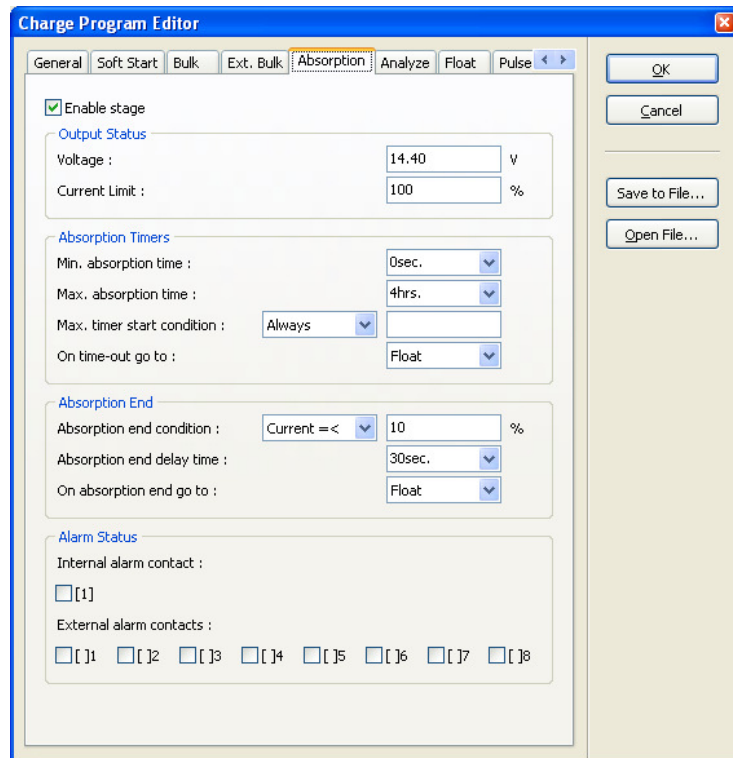 Charge Program Editor
General Soft Start Bulk Ext. Bulk Absorption Analyze Float Pulse
OK
Cancel
Save to File...
Open File...
Enable stage
Output Status
Voltage : 14.40 V
Current Limit : 100 %
Absorption Timers
Min. absorption time : 0sec.
Max. absorption time : 4hrs.
Max. timer start condition : Always
On time-out go to : Float
Absorption End
Absorption end condition : Current =< 10 %
Absorption end delay time : 30sec.
On absorption end go to : Float
Alarm Status
Internal alarm contact :
[1]
External alarm contacts :
[ ]1 [ ]2 [ ]3 [ ]4 [ ]5 [ ]6 [ ]7 [ ]8